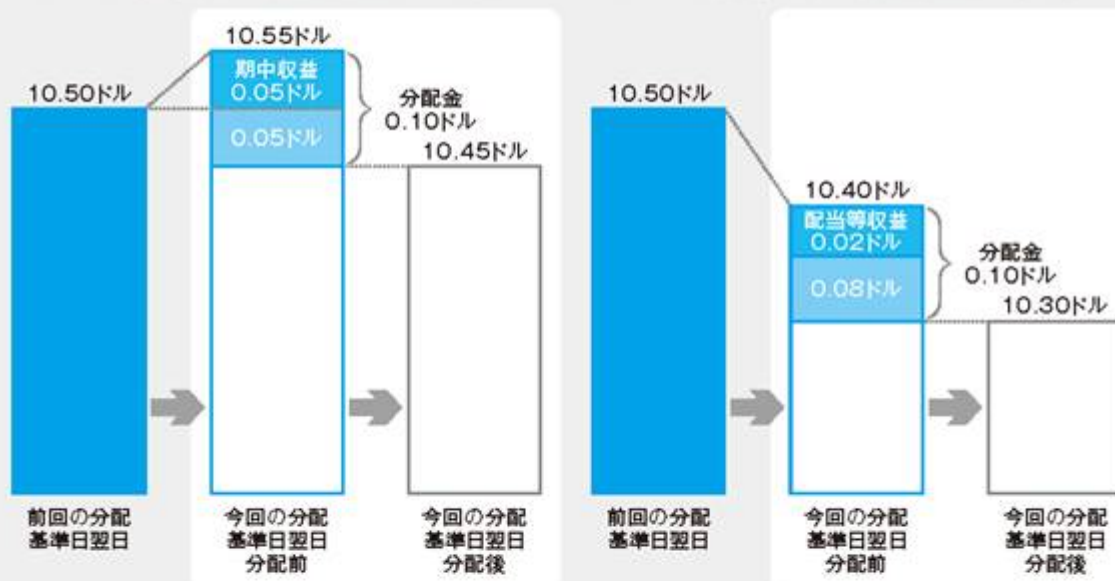 10.55ドル
10.50ドル
期中収益
0.05ドル
0.05ドル
分配金
0.10ドル
10.45ドル
前回の分配
基準日翌日
今回の分配
基準日翌日
分配前
今回の分配
基準日翌日
分配後
10.50ドル
10.40ドル
配当等収益
0.02ドル
0.08ドル
分配金
0.10ドル
10.30ドル
前回の分配
基準日翌日
今回の分配
基準日翌日
分配前
今回の分配
基準日翌日
分配後